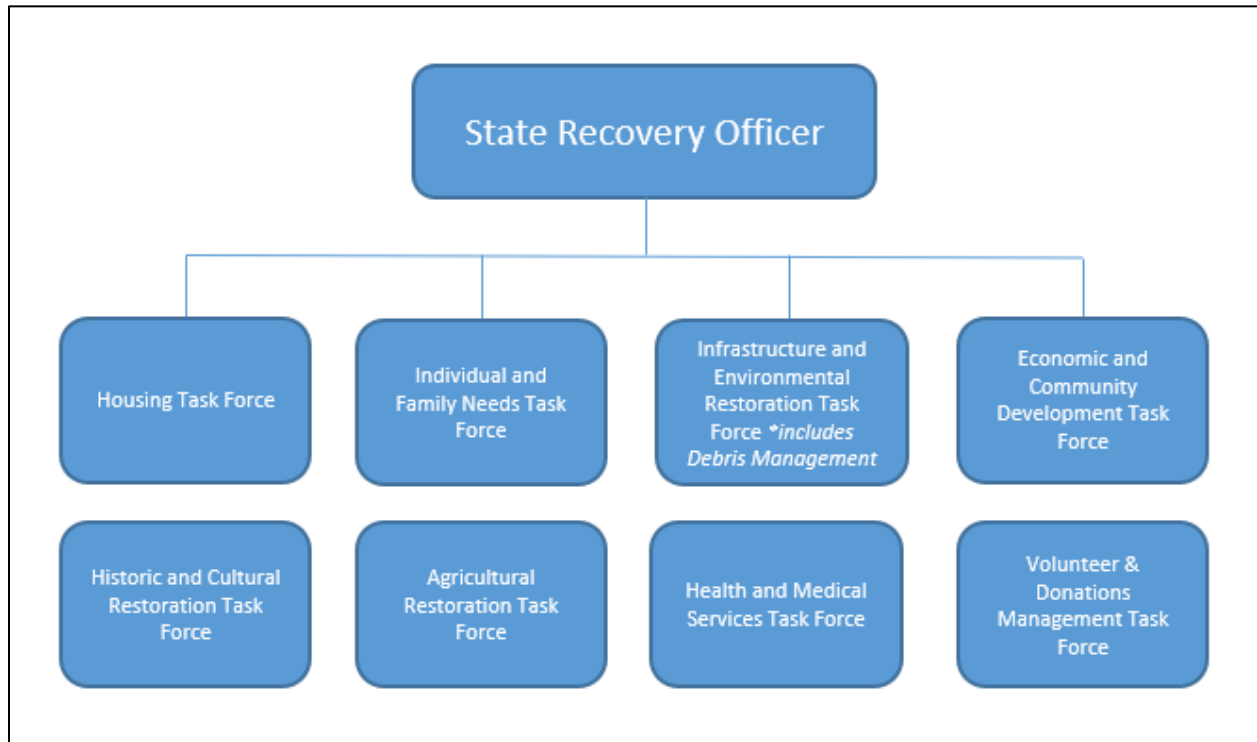 State Recovery Officer
Housing Task Force
Individual and
Family Needs Task
Force
Infrastructure and
Environmental
Restoration Task
Force *includes
Debris Management
Economic and
Community
Development Task
Force
Historic and Cultural
Restoration Task
Force
Agricultural
Restoration Task
Force
Health and Medical
Services Task Force
Volunteer &
Donations
Management Task
Force